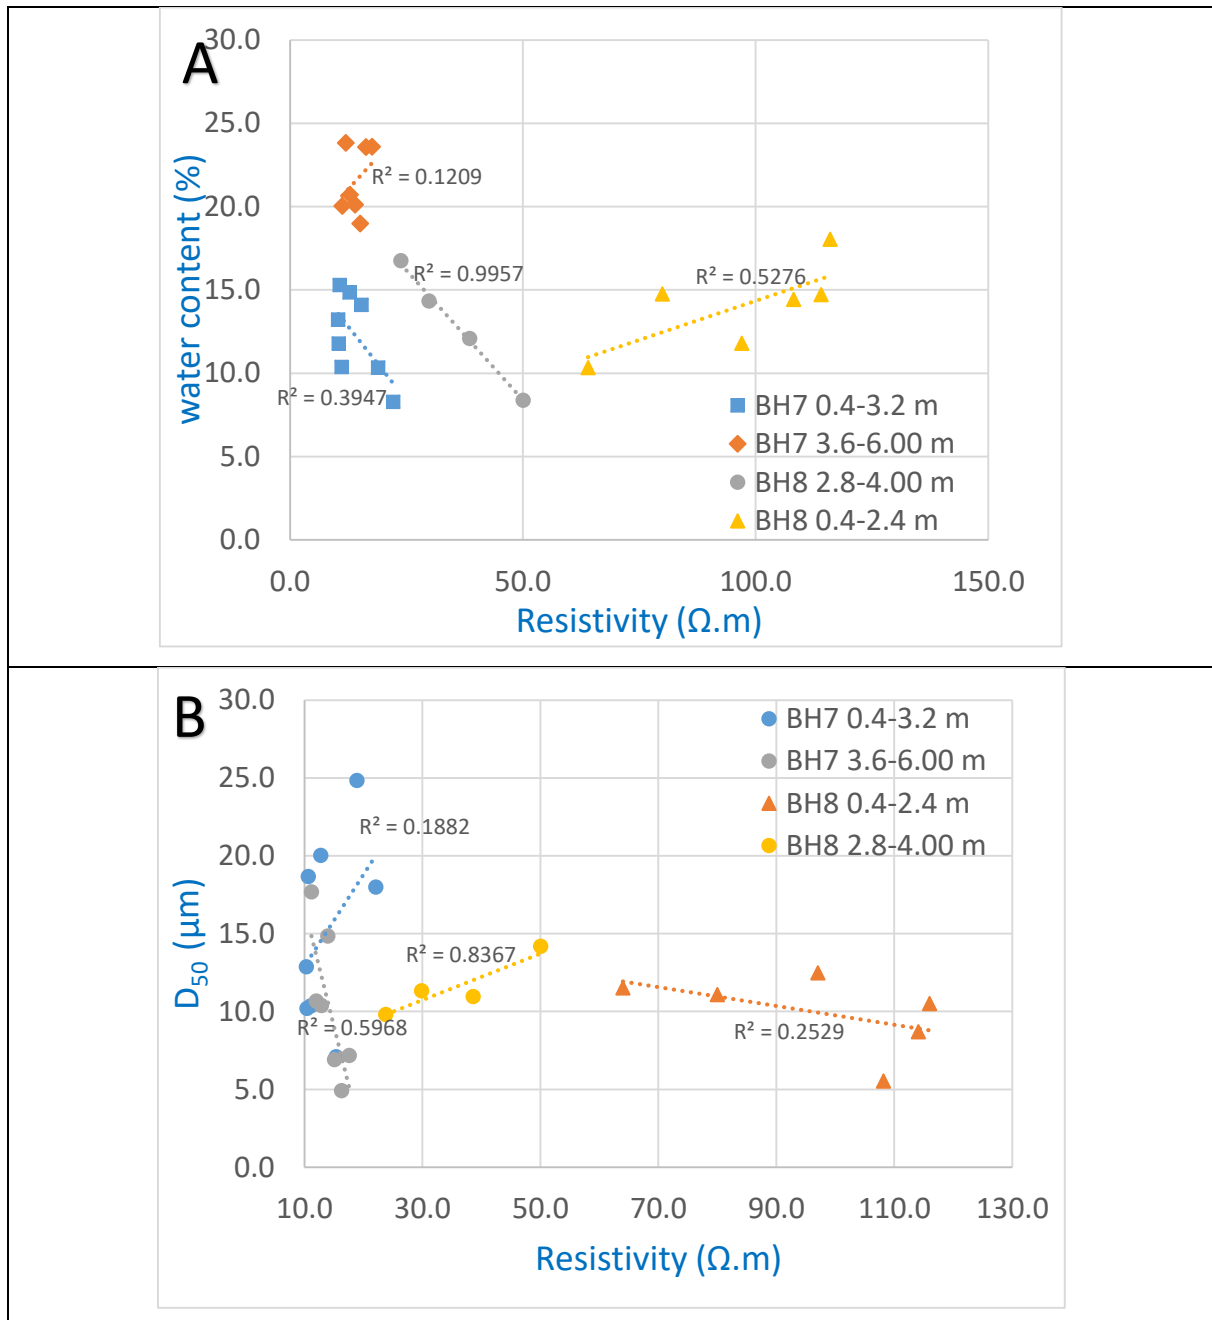 A
30.0
25.0
20.0
15.0
10.0
5.0
0.0
water content (%)
R² = 0.1209
R² = 0.9957
R² = 0.5276
R² = 0.3947
BH7 0.4-3.2 m
BH7 3.6-6.00 m
BH8 2.8-4.00 m
BH8 0.4-2.4 m
0.0 50.0 100.0 150.0
Resistivity (Ω.m)
B
30.0
25.0
20.0
15.0
10.0
5.0
0.0
D₅₀ (μm)
BH7 0.4-3.2 m
BH7 3.6-6.00 m
BH8 0.4-2.4 m
BH8 2.8-4.00 m
R² = 0.1882
R² = 0.8367
R² = 0.5968
R² = 0.2529
10.0 30.0 50.0 70.0 90.0 110.0 130.0
Resistivity (Ω.m)